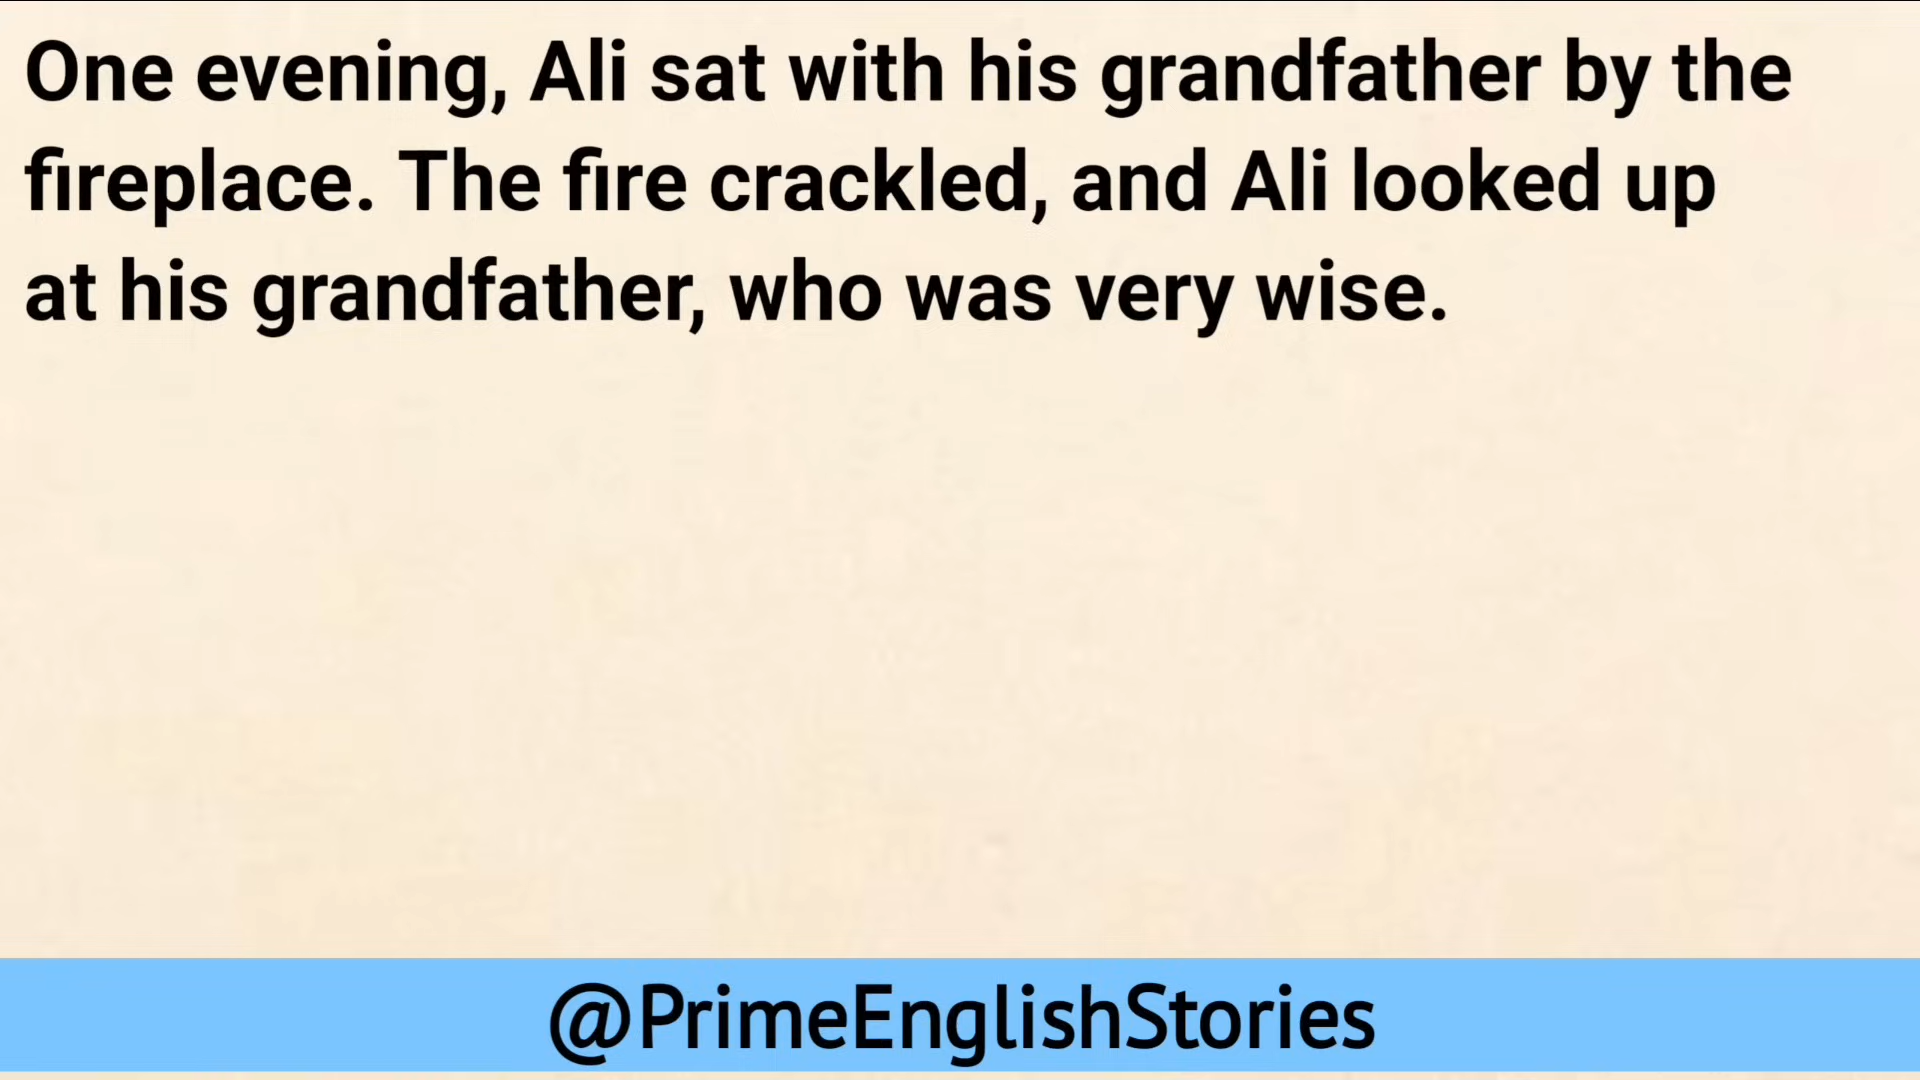 One evening, Ali sat with his grandfather by the
fireplace. The fire crackled, and Ali looked up
at his grandfather, who was very wise.
@PrimeEnglishStories